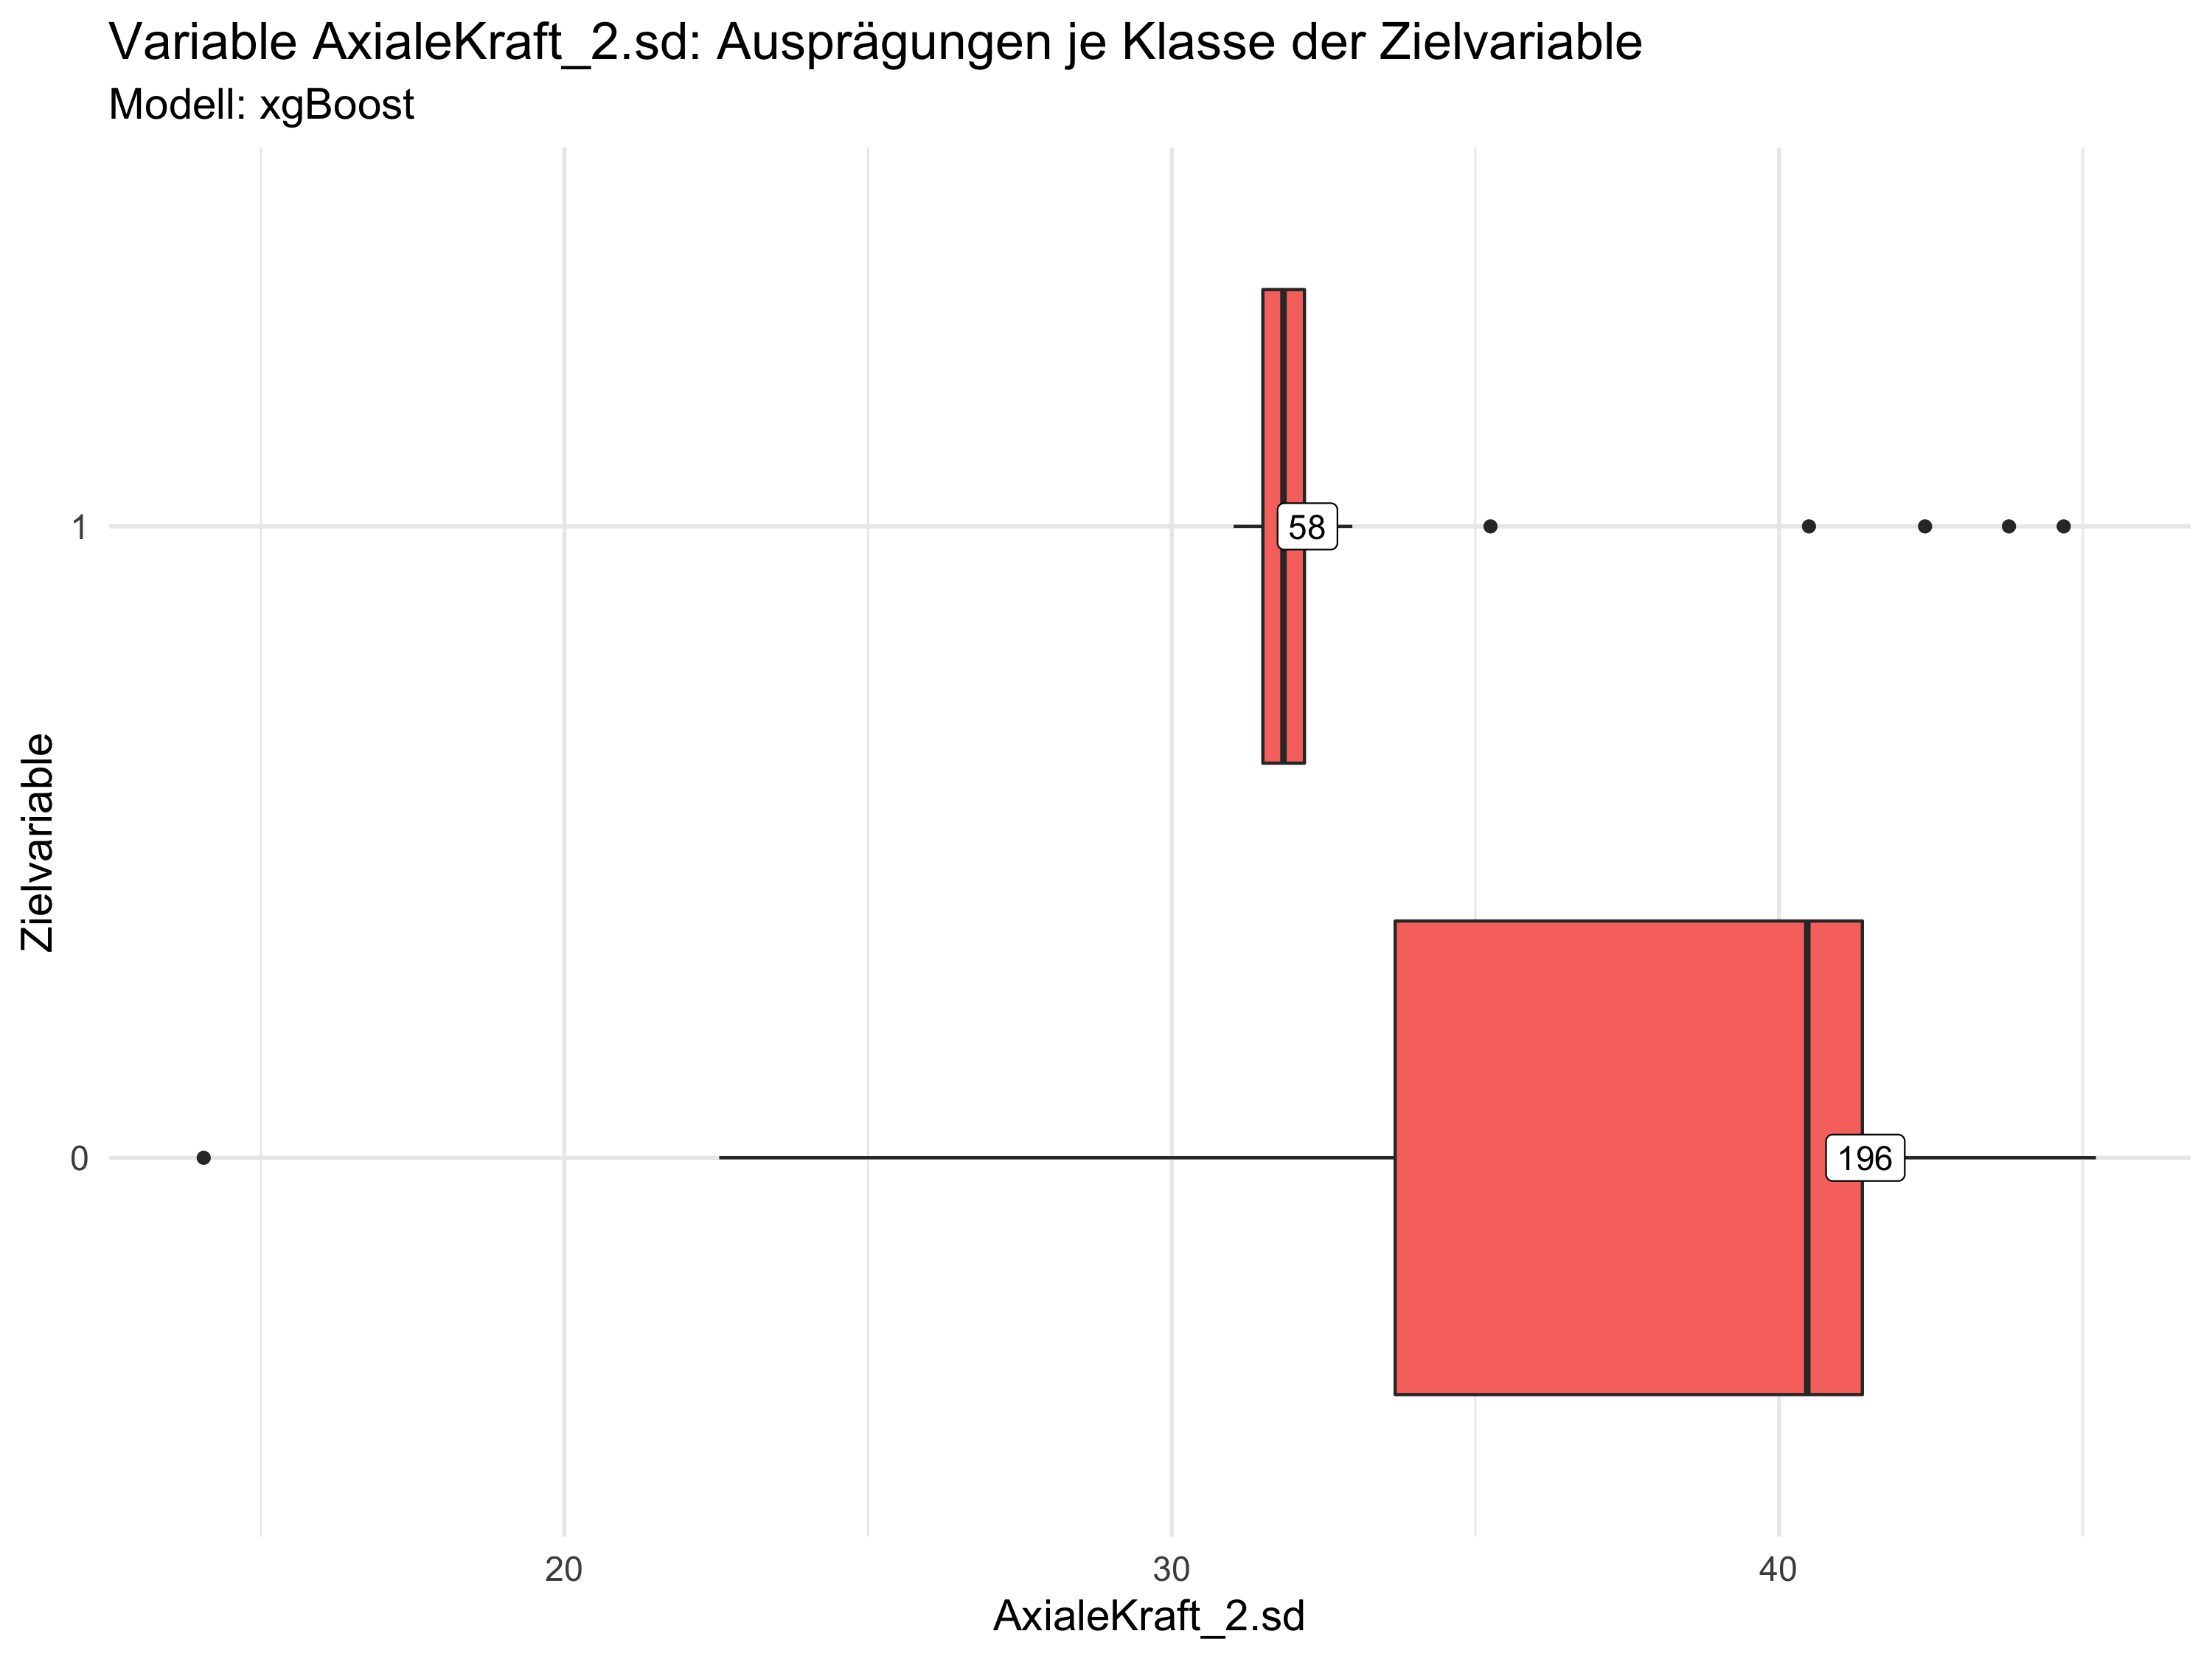 Variable AxialeKraft_2.sd: Ausprägungen je Klasse der Zielvariable
Modell: xgBoost
Zielvariable
1
58
0
196
20 30 40
AxialeKraft_2.sd